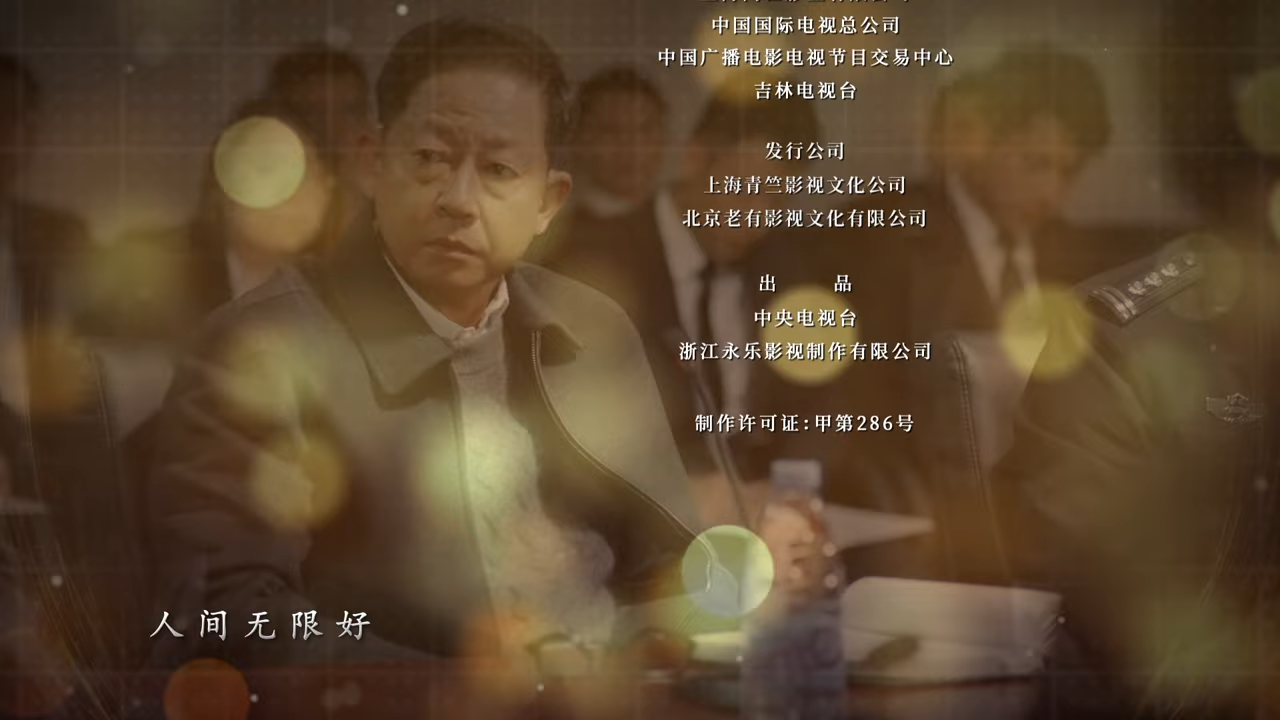 中国国际电视总公司
中国广播电影电视节目交易中心
吉林电视台
发行公司
上海青竺影视文化公司
北京老有影视文化有限公司
出 品
中央电视台
浙江永乐影视制作有限公司
制作许可证:甲第286号
人间无限好